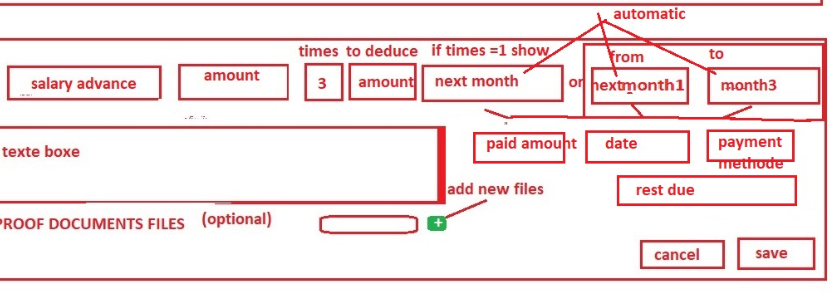 automatic
times to deduce if times =1 show
from to
salary advance amount 3 amount next month or nextmonth1 month3
texte boxe
paid amount date payment methode
add new files
rest due
PROOF DOCUMENTS FILES (optional)
+
cancel save